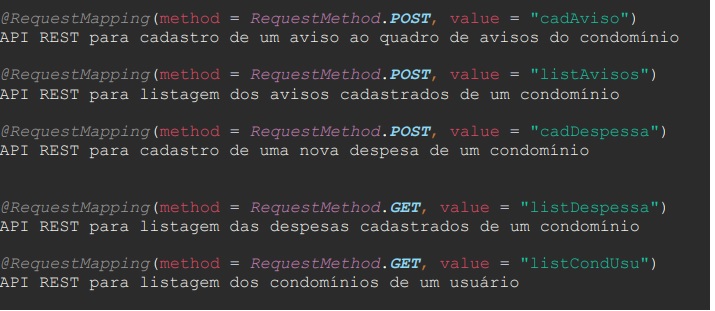 @RequestMapping(method = RequestMethod.POST, value = "cadAviso")
API REST para cadastro de um aviso ao quadro de avisos do condomínio
@RequestMapping(method = RequestMethod.POST, value = "listAvisos")
API REST para listagem dos avisos cadastrados de um condomínio
@RequestMapping(method = RequestMethod.POST, value = "cadDespessa")
API REST para cadastro de uma nova despesa de um condomínio
@RequestMapping(method = RequestMethod.GET, value = "listDespessa")
API REST para listagem das despesas cadastrados de um condomínio
@RequestMapping(method = RequestMethod.GET, value = "listCondUsu")
API REST para listagem dos condomínios de um usuário